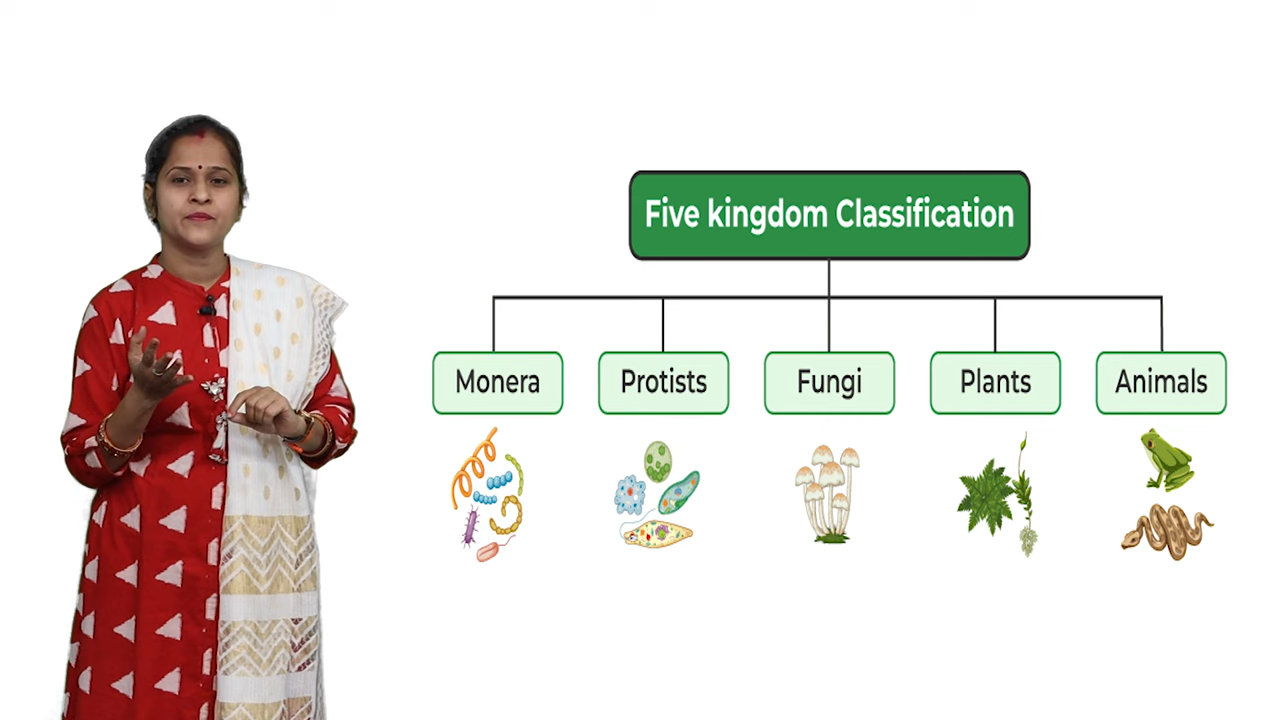 Five kingdom Classification
Monera
Protists
Fungi
Plants
Animals